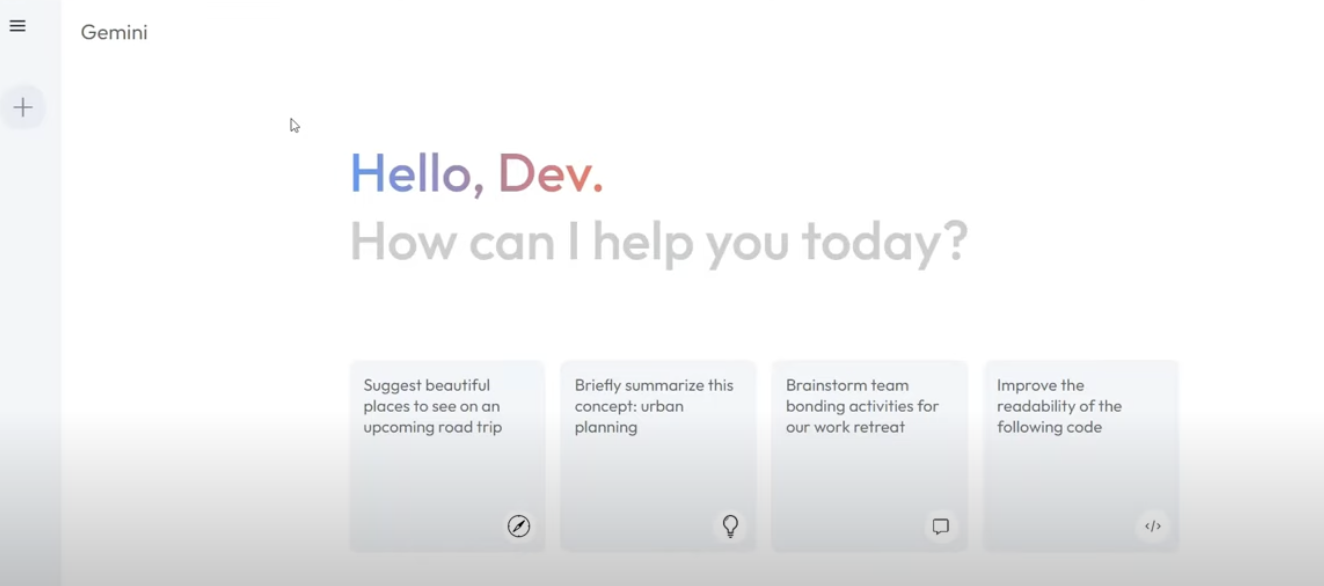 Gemini
Hello, Dev.
How can I help you today?
Suggest beautiful
places to see on an
upcoming road trip
Briefly summarize this
concept: urban
planning
Brainstorm team
bonding activities for
our work retreat
Improve the
readability of the
following code